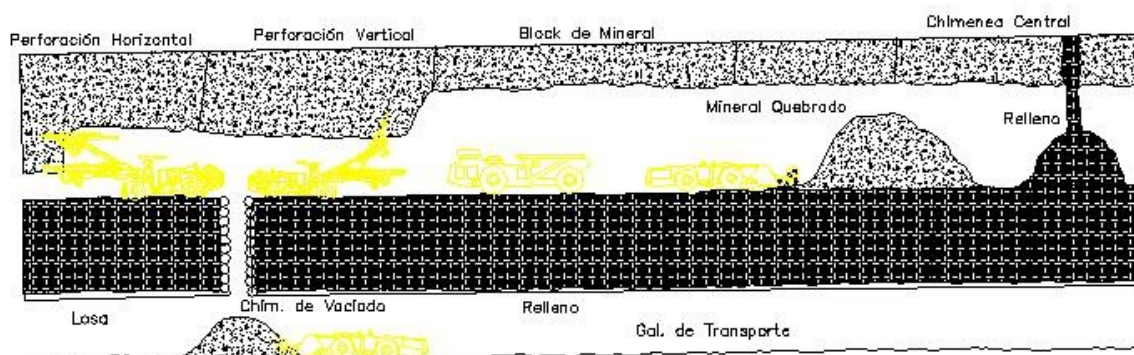 Chimenea Central
Perforación Horizontal
Perforación Vertical
Block de Mineral
Mineral Quebrado
Relleno
Losa
Chim. de Vaciado
Relleno
Gal. de Transporte